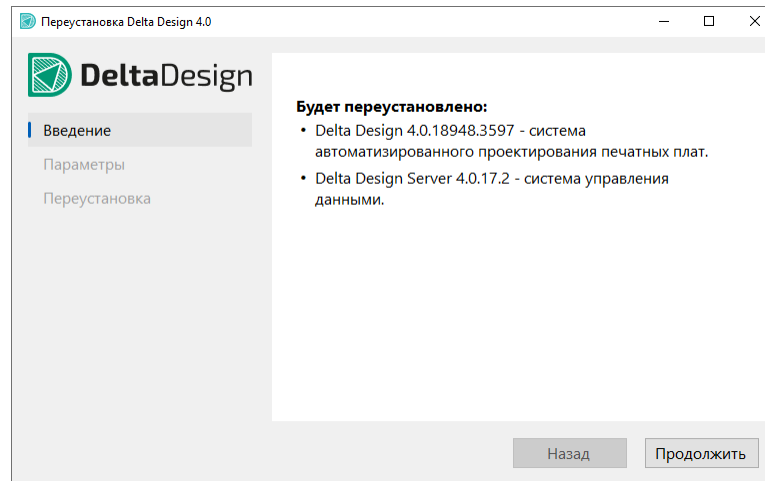 Переустановка Delta Design 4.0
DeltaDesign
Введение
Параметры
Переустановка
Будет переустановлено:
• Delta Design 4.0.18948.3597 - система
автоматизированного проектирования печатных плат.
• Delta Design Server 4.0.17.2 - система управления
данными.
Назад
Продолжить